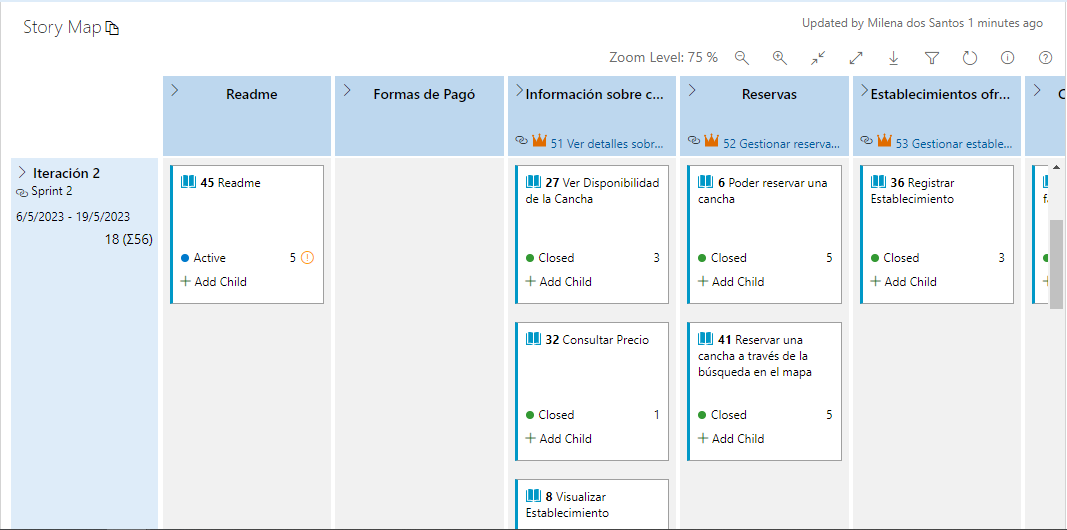 Story Map
Updated by Milena dos Santos 1 minutes ago
Zoom Level: 75 %
Readme
Formas de Pagó
Información sobre c...
51 Ver detalles sobr...
Reservas
52 Gestionar reserva...
Establecimientos ofr...
53 Gestionar estable...
Iteración 2
Sprint 2
6/5/2023 - 19/5/2023
18 (Σ56)
45 Readme
Active 5
+ Add Child
27 Ver Disponibilidad
de la Cancha
Closed 3
+ Add Child
6 Poder reservar una
cancha
Closed 5
+ Add Child
36 Registrar
Establecimiento
Closed 3
+ Add Child
32 Consultar Precio
Closed 1
+ Add Child
41 Reservar una
cancha a través de la
búsqueda en el mapa
Closed 5
+ Add Child
8 Visualizar
Establecimiento